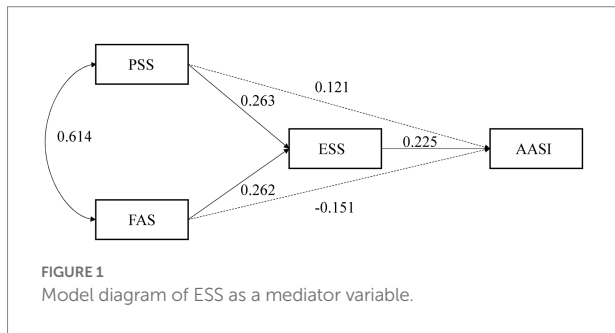 PSS
0.121
0.263
0.614
ESS
0.225
AASI
0.262
FAS
-0.151
FIGURE 1
Model diagram of ESS as a mediator variable.